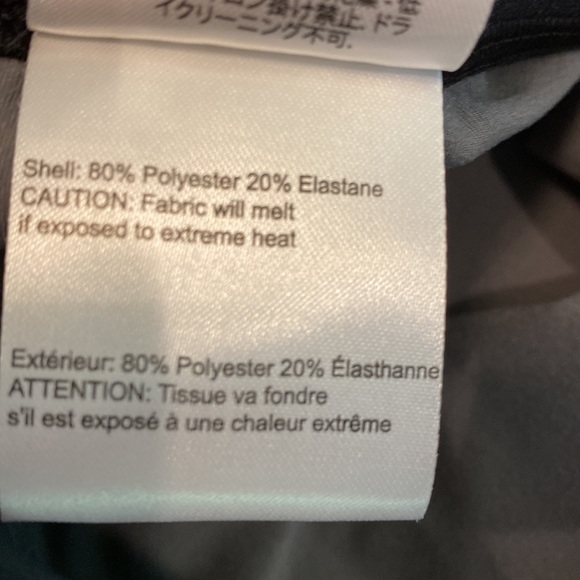 掛け禁止. ドラ
イクリーニング不可.
Shell: 80% Polyester 20% Elastane
CAUTION: Fabric will melt
if exposed to extreme heat
Extérieur: 80% Polyester 20% Élasthanne
ATTENTION: Tissue va fondre
s'il est exposé à une chaleur extrême